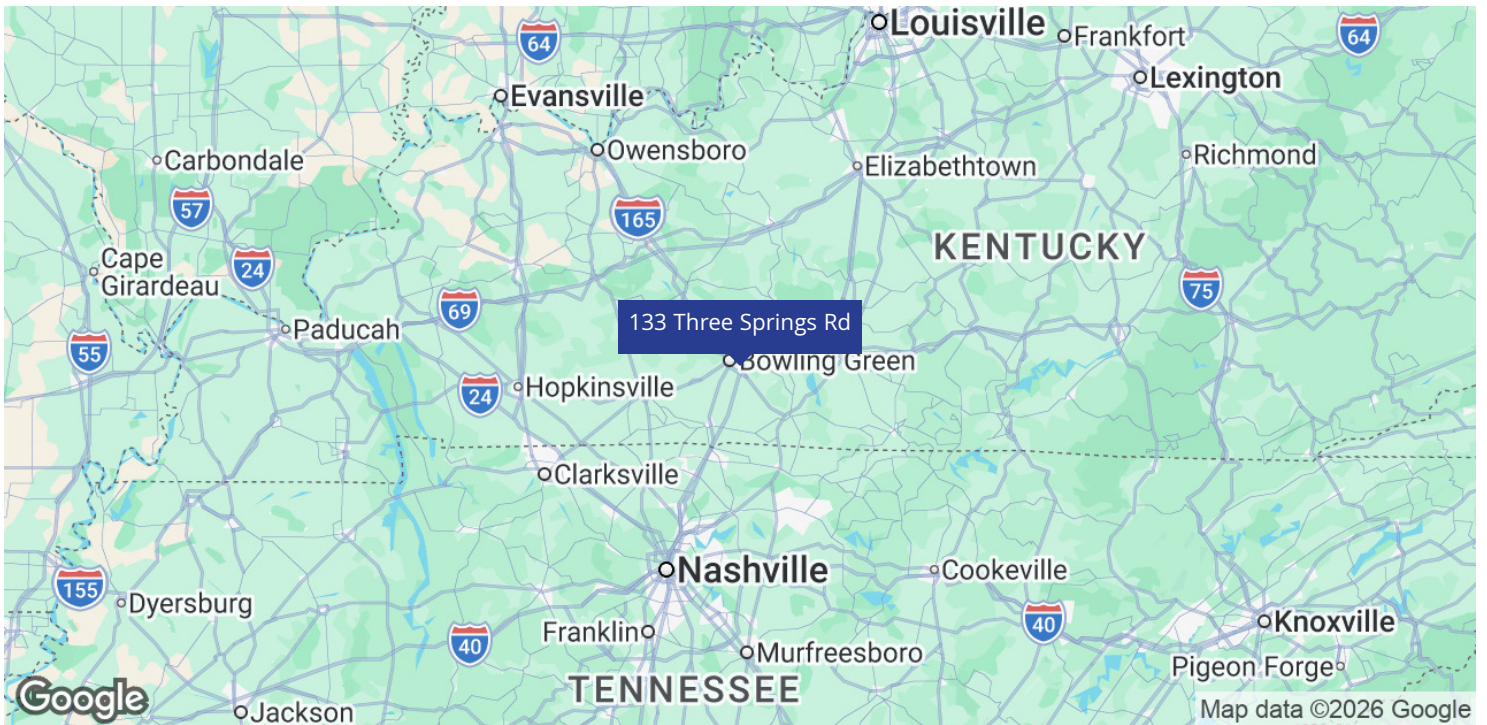 Louisville
Frankfort
64
64
Lexington
Evansville
Owensboro
Carbondale
Elizabethtown
Richmond
57
165
KENTUCKY
Cape
Girardeau
24
69
75
133 Three Springs Rd
Paducah
55
Bowling Green
24
Hopkinsville
Clarksville
Nashville
Cookeville
155
Dyersburg
40
Knoxville
Franklin
40
Murfreesboro
Pigeon Forge
TENNESSEE
Google
Jackson
Map data ©2026 Google